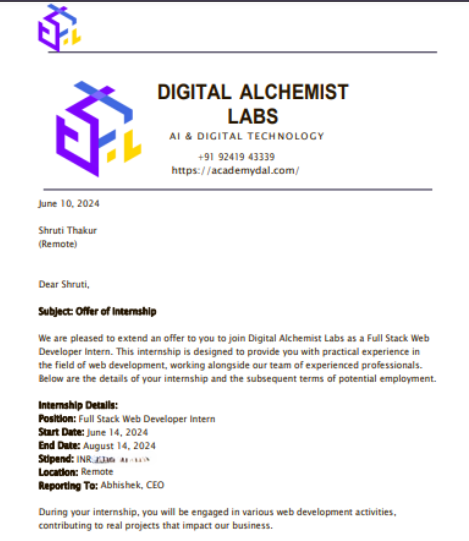 DIGITAL ALCHEMIST
LABS
AI & DIGITAL TECHNOLOGY
+91 92419 43339
https://academydal.com/
June 10, 2024
Shruti Thakur
(Remote)
Dear Shruti,
Subject: Offer of Internship
We are pleased to extend an offer to you to join Digital Alchemist Labs as a Full Stack Web
Developer Intern. This internship is designed to provide you with practical experience in
the field of web development, working alongside our team of experienced professionals.
Below are the details of your internship and the subsequent terms of potential employment.
Internship Details:
Position: Full Stack Web Developer Intern
Start Date: June 14, 2024
End Date: August 14, 2024
Stipend: INR
Location: Remote
Reporting To: Abhishek, CEO
During your internship, you will be engaged in various web development activities,
contributing to real projects that impact our business.